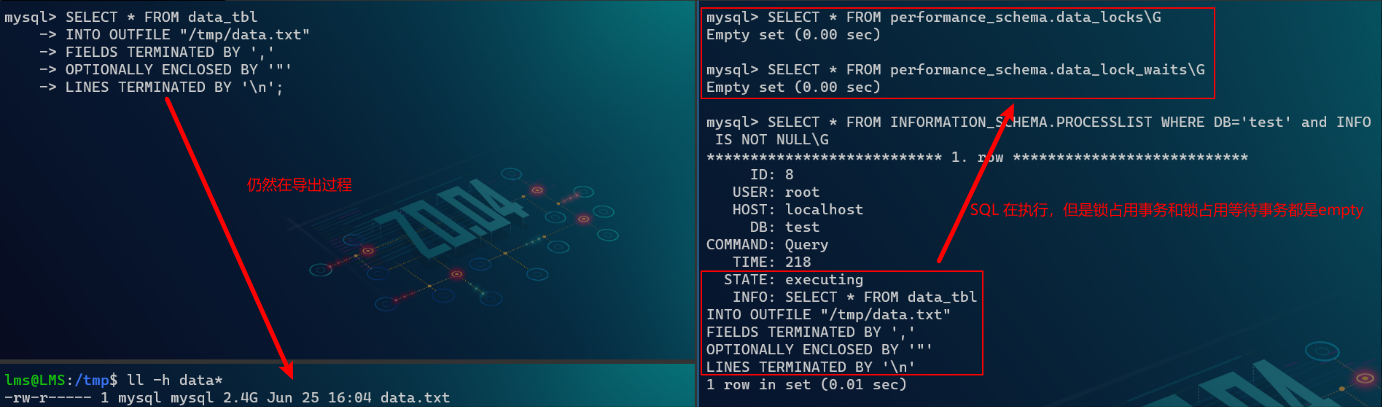 mysql> SELECT * FROM data_tbl
    -> INTO OUTFILE "/tmp/data.txt"
    -> FIELDS TERMINATED BY ','
    -> OPTIONALLY ENCLOSED BY '"'
    -> LINES TERMINATED BY '\n';
20.04
仍然在导出过程
lms@LMS:/tmp$ ll -h data*
-rw-r----- 1 mysql mysql 2.4G Jun 25 16:04 data.txt
mysql> SELECT * FROM performance_schema.data_locks\G
Empty set (0.00 sec)
mysql> SELECT * FROM performance_schema.data_lock_waits\G
Empty set (0.00 sec)
mysql> SELECT * FROM INFORMATION_SCHEMA.PROCESSLIST WHERE DB='test' and INFO
 IS NOT NULL\G
*************************** 1. row ***************************
     ID: 8
   USER: root
   HOST: localhost
     DB: test
COMMAND: Query
   TIME: 218
  STATE: executing
   INFO: SELECT * FROM data_tbl
INTO OUTFILE "/tmp/data.txt"
FIELDS TERMINATED BY ','
OPTIONALLY ENCLOSED BY '"'
LINES TERMINATED BY '\n'
1 row in set (0.01 sec)
SQL 在执行，但是锁占用事务和锁占用等待事务都是empty